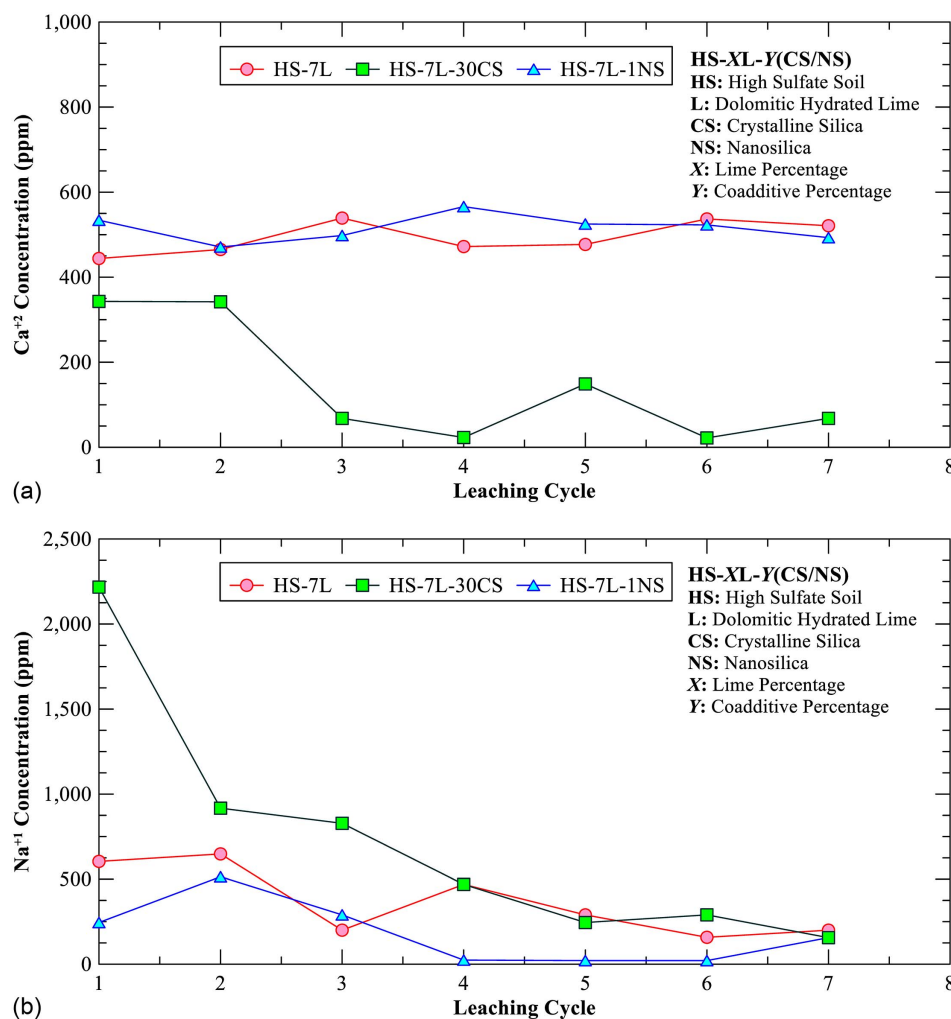 1,000
800
600
400
200
0
Ca⁺² Concentration (ppm)
HS-7L HS-7L-30CS HS-7L-1NS
HS-XL-Y(CS/NS)
HS: High Sulfate Soil
L: Dolomitic Hydrated Lime
CS: Crystalline Silica
NS: Nanosilica
X: Lime Percentage
Y: Coadditive Percentage
1 2 3 4 5 6 7 8
Leaching Cycle
(a)
2,500
2,000
1,500
1,000
500
0
Na⁺¹ Concentration (ppm)
HS-7L HS-7L-30CS HS-7L-1NS
HS-XL-Y(CS/NS)
HS: High Sulfate Soil
L: Dolomitic Hydrated Lime
CS: Crystalline Silica
NS: Nanosilica
X: Lime Percentage
Y: Coadditive Percentage
1 2 3 4 5 6 7 8
Leaching Cycle
(b)